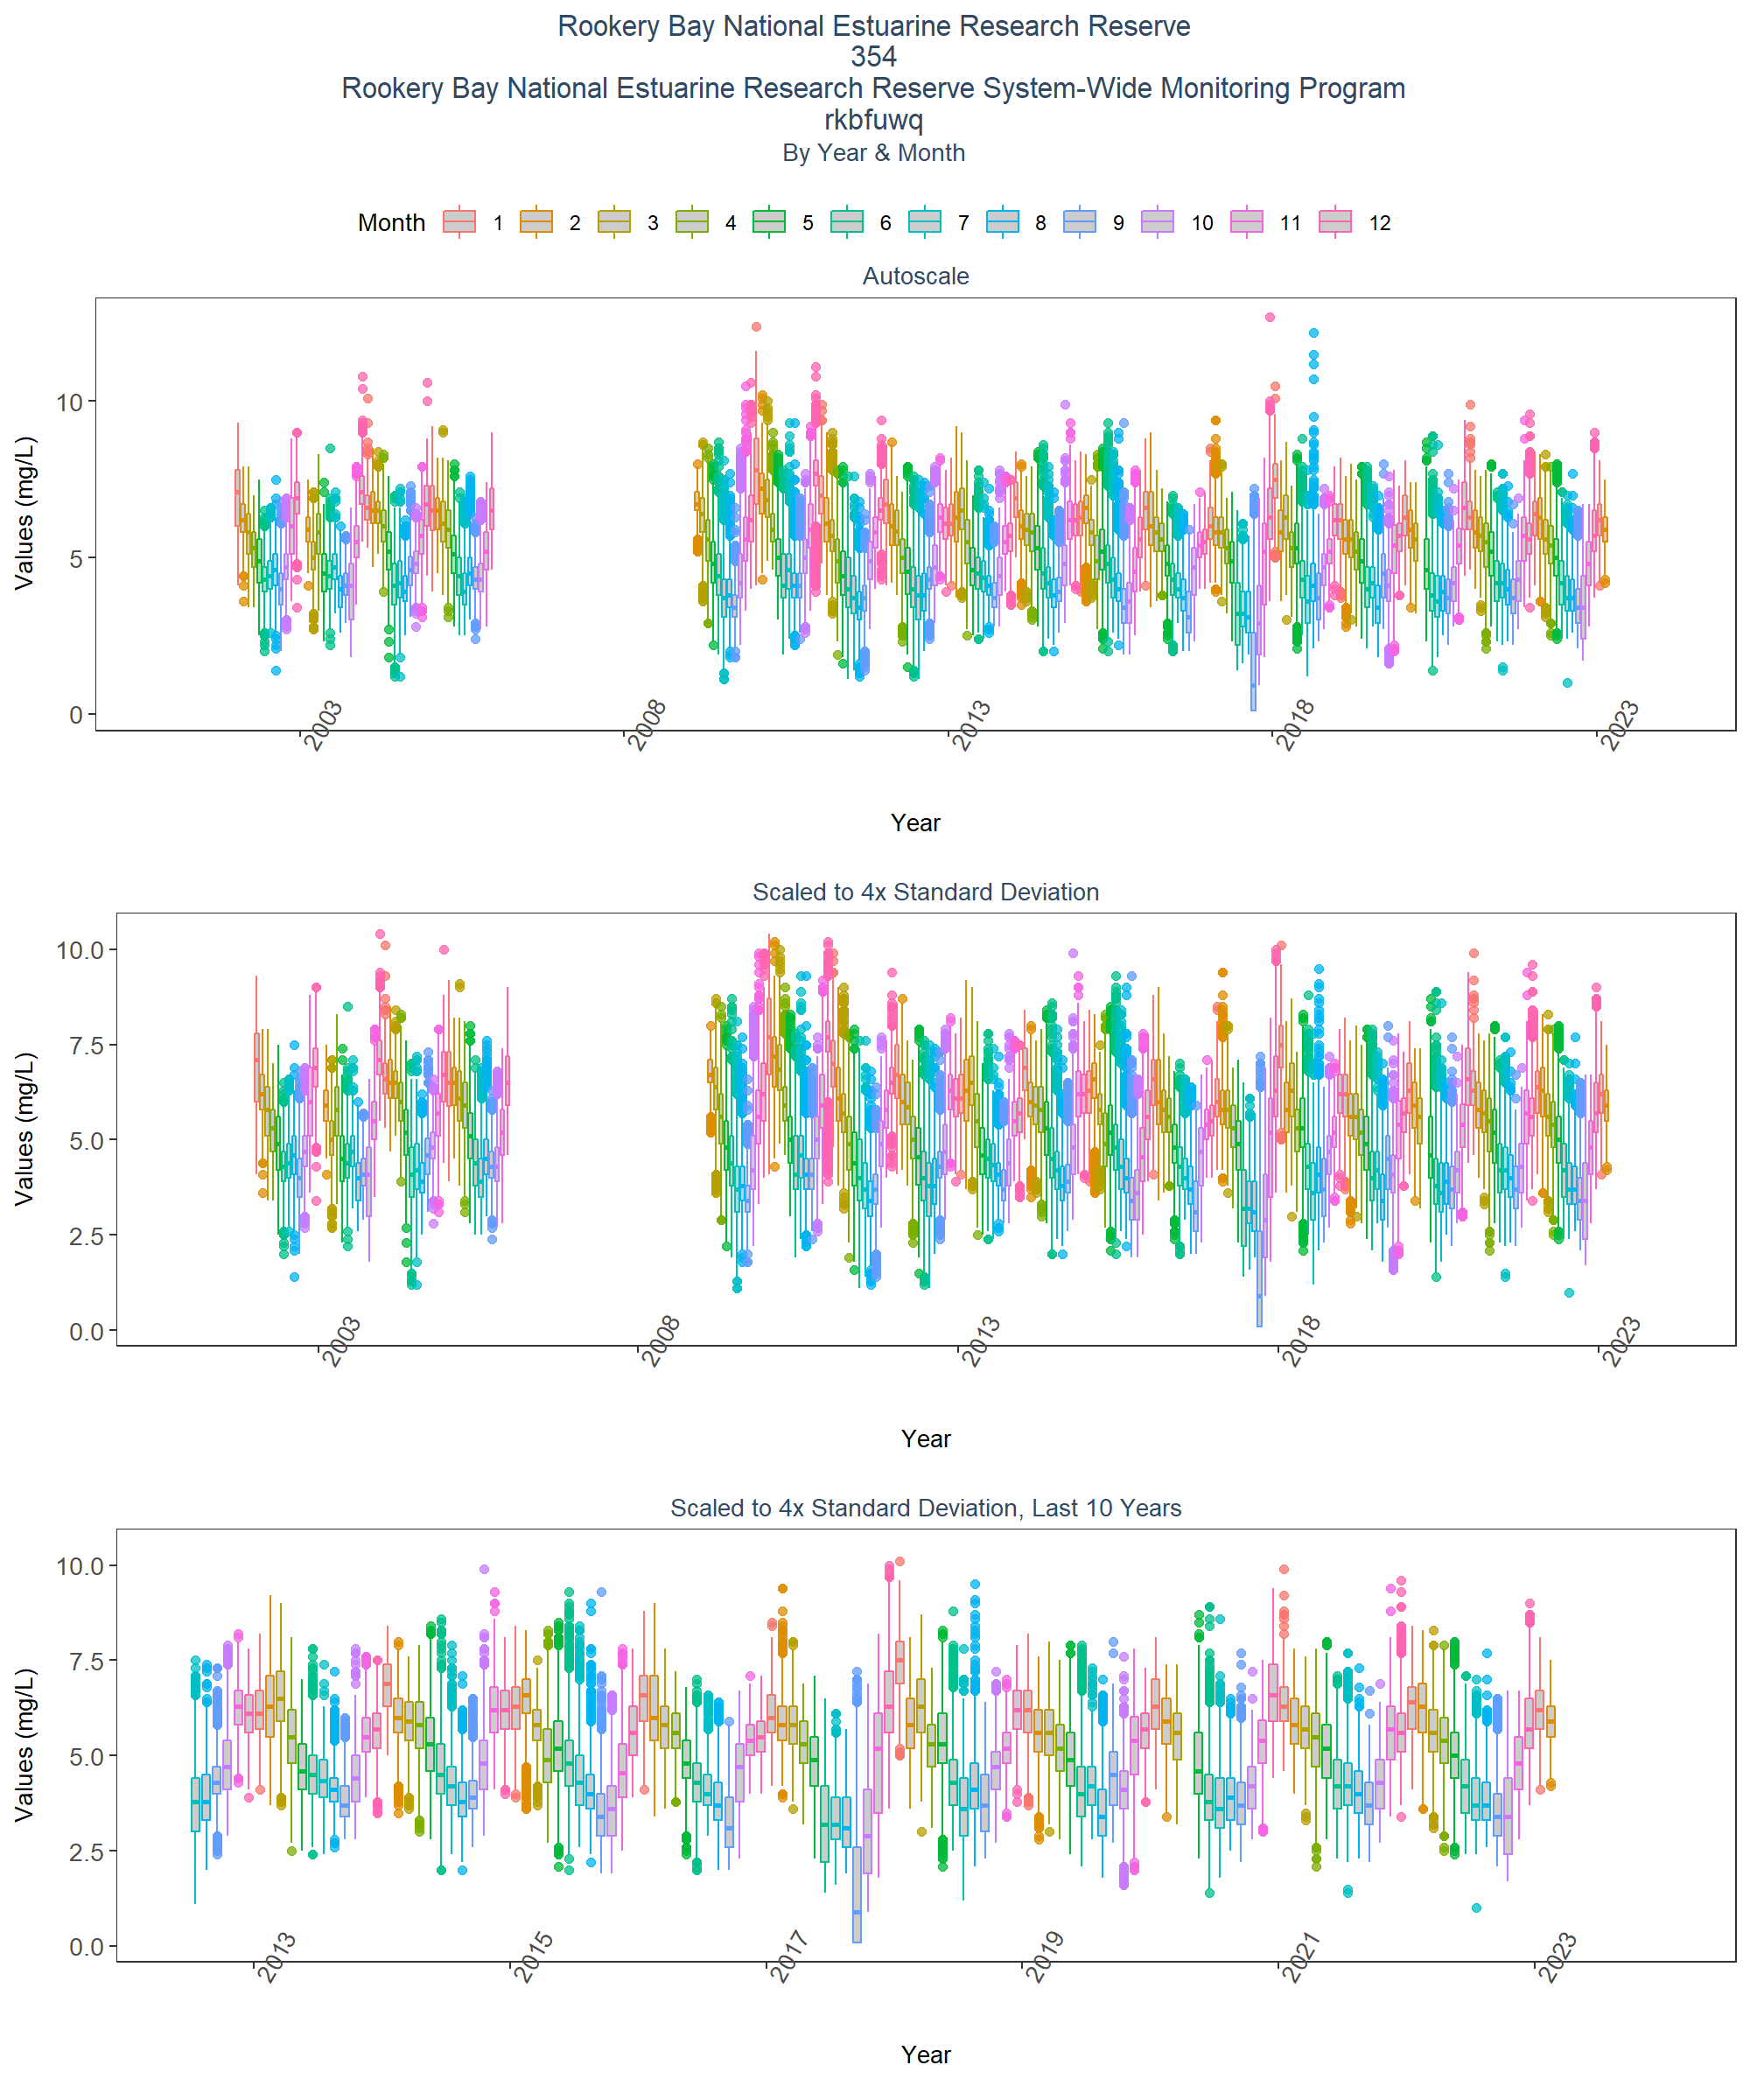 Rookery Bay National Estuarine Research Reserve
354
Rookery Bay National Estuarine Research Reserve System-Wide Monitoring Program
rkbfuwq
By Year & Month
Month 1 2 3 4 5 6 7 8 9 10 11 12
Autoscale
Values (mg/L)
10
5
0
2003 2008 2013 2018 2023
Year
Scaled to 4x Standard Deviation
Values (mg/L)
10.0
7.5
5.0
2.5
0.0
2003 2008 2013 2018 2023
Year
Scaled to 4x Standard Deviation, Last 10 Years
Values (mg/L)
10.0
7.5
5.0
2.5
0.0
2013 2015 2017 2019 2021 2023
Year